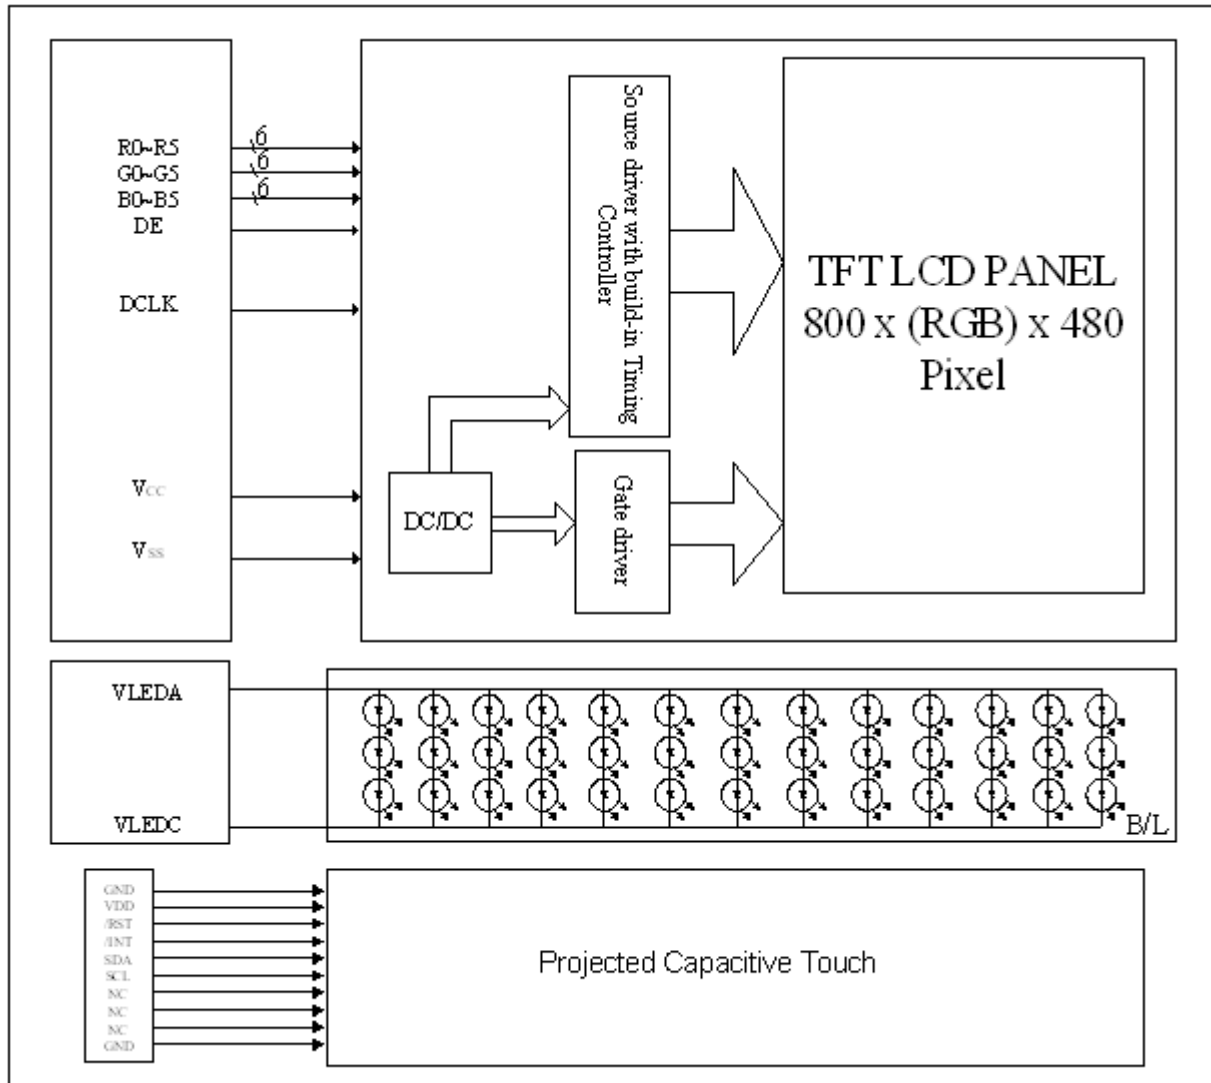 R0~R5
6
G0~G5
6
B0~B5
6
DE
DCLK
VCC
VSS
Source driver with build-in Timing
Controller
DC/DC
Gate driver
TFT LCD PANEL
800 x (RGB) x 480
Pixel
VLEDA
VLEDC
B/L
GND
VDD
/RST
/INT
SDA
SCL
NC
NC
NC
GND
Projected Capacitive Touch